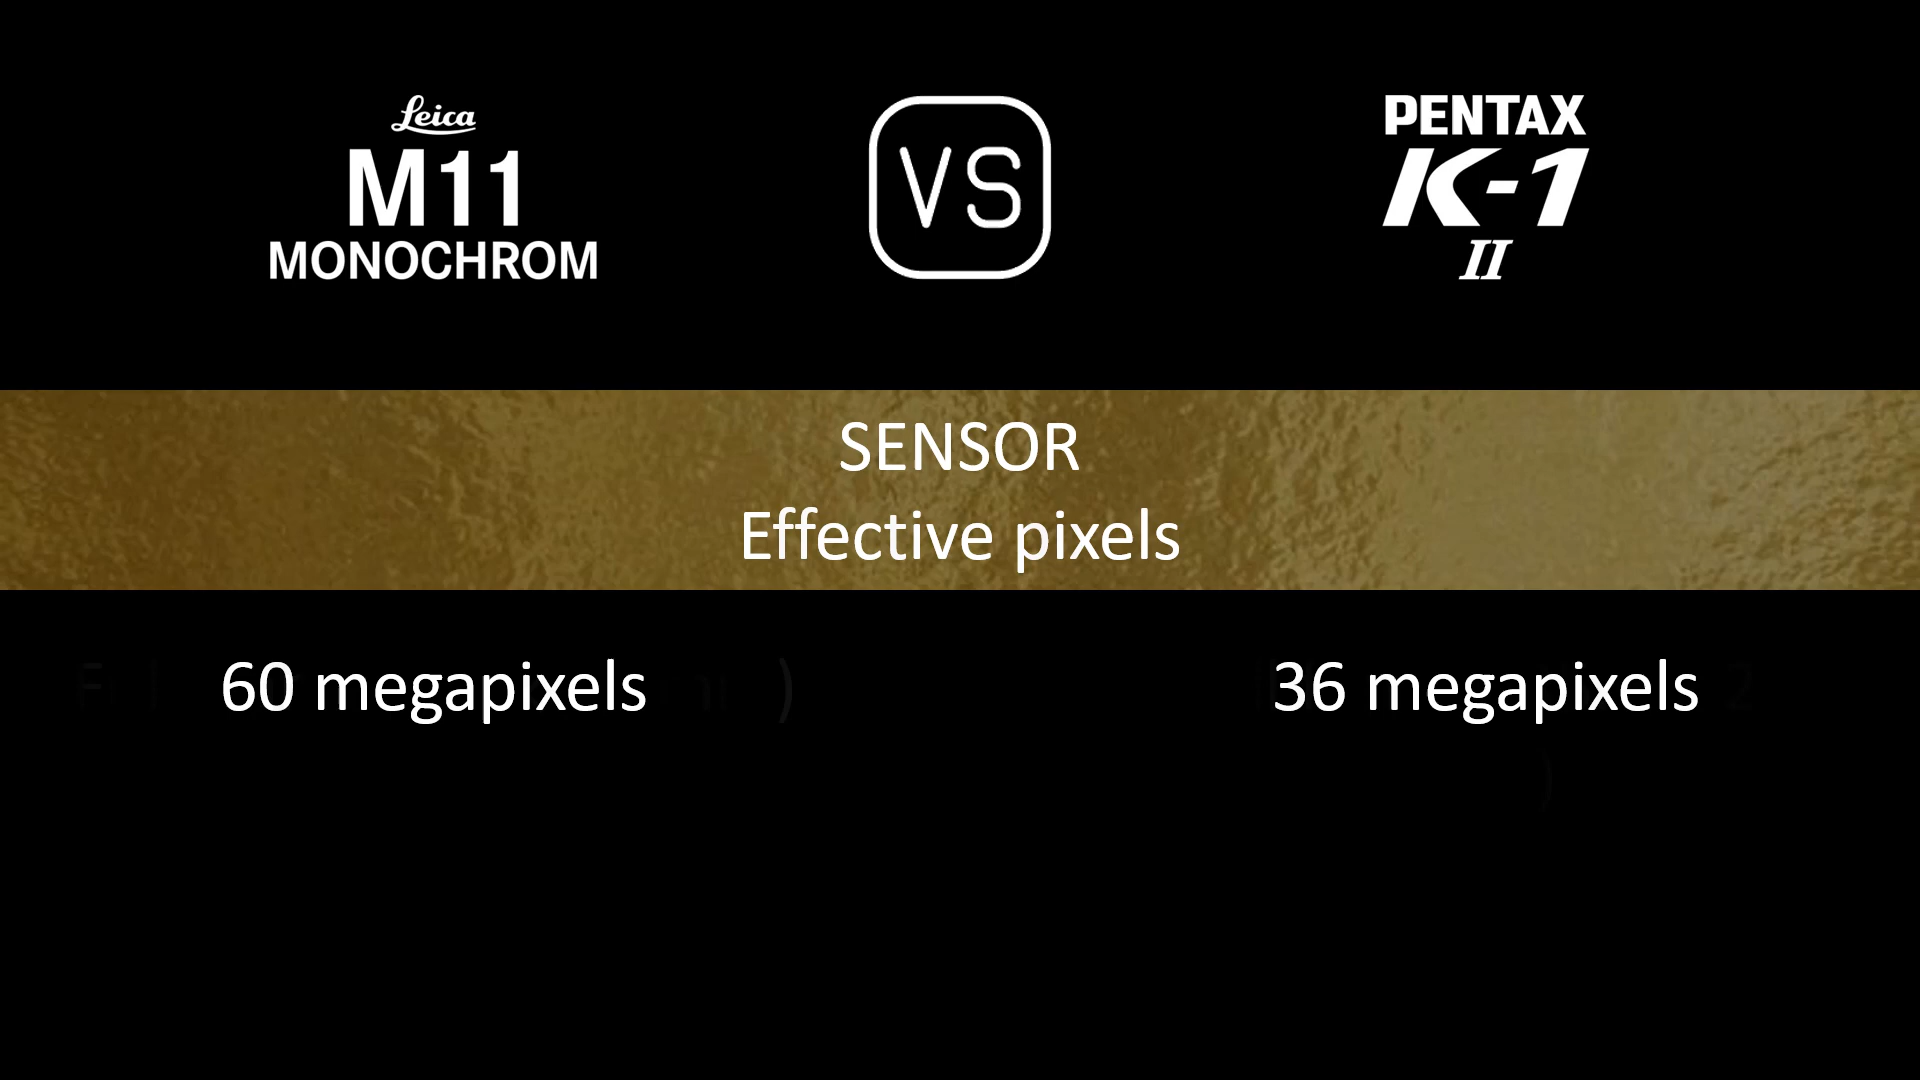 Leica
M11
MONOCHROM
VS
PENTAX
K-1
II
SENSOR
Effective pixels
60 megapixels
36 megapixels